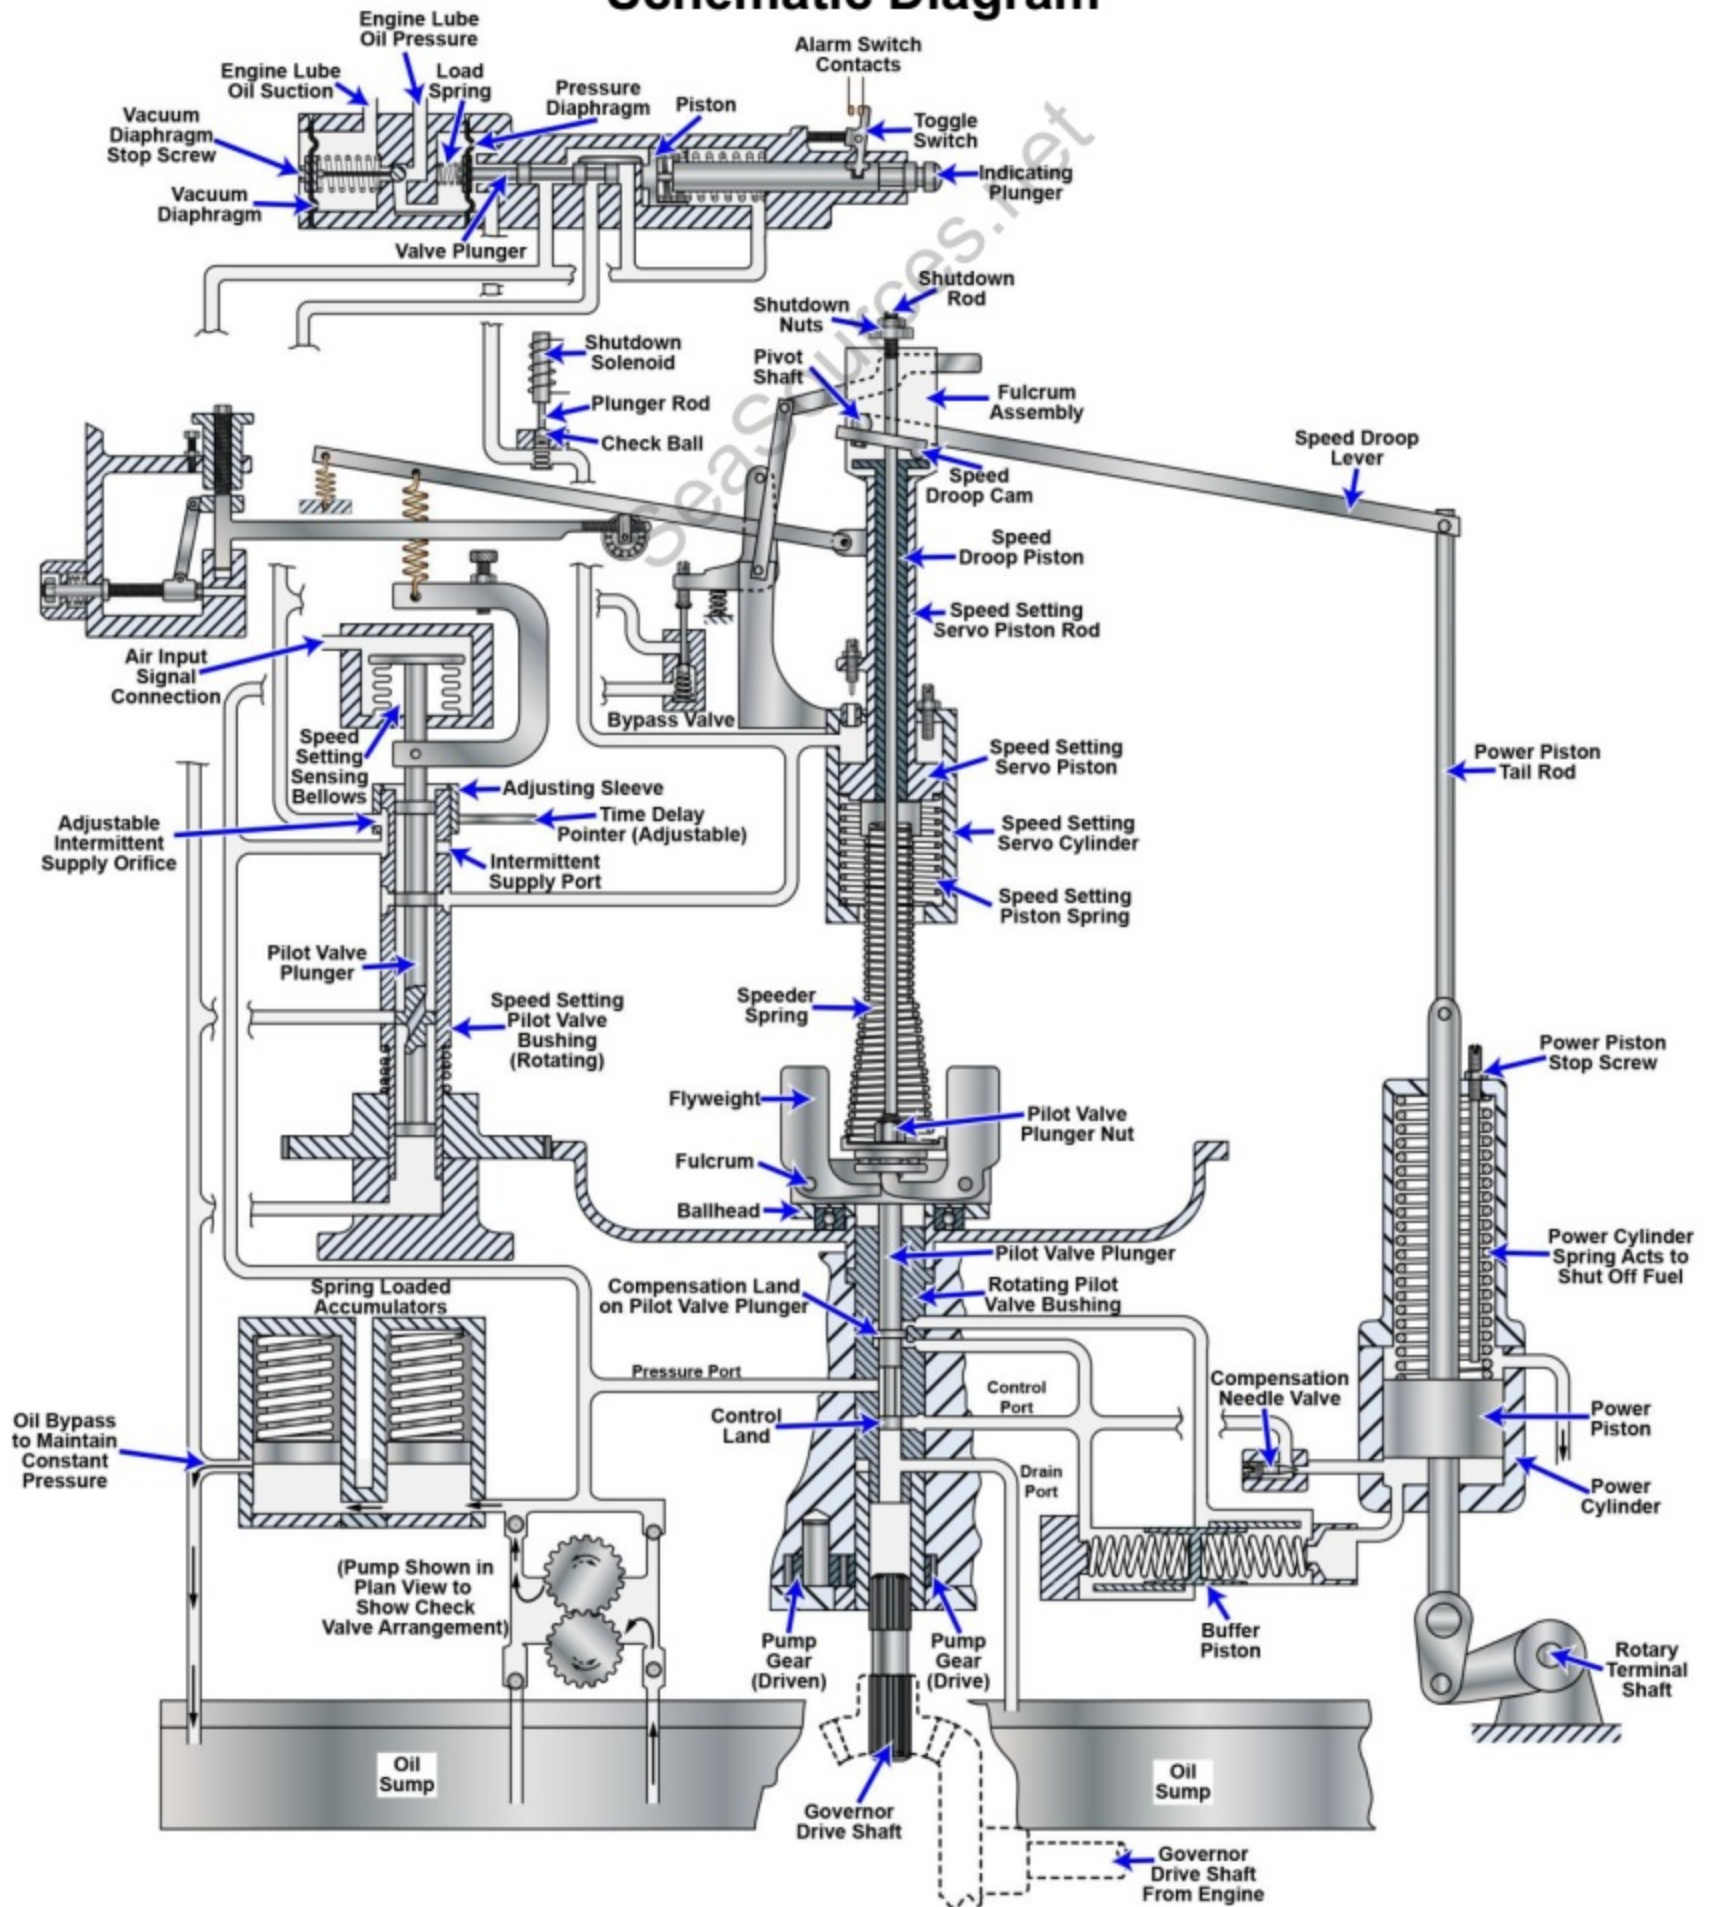 Schematic Diagram
Engine Lube
Oil Pressure
Alarm Switch
Contacts
Engine Lube
Oil Suction
Load
Spring
Pressure
Diaphragm
Piston
Vacuum
Diaphragm
Stop Screw
Toggle
Switch
Vacuum
Diaphragm
Indicating
Plunger
Valve Plunger
SeaSources.net
Shutdown
Rod
Shutdown
Nuts
Shutdown
Solenoid
Pivot
Shaft
Plunger Rod
Fulcrum
Assembly
Check Ball
Speed Droop
Lever
Speed
Droop Cam
Speed
Droop Piston
Speed Setting
Servo Piston Rod
Air Input
Signal
Connection
Bypass Valve
Speed
Setting
Sensing
Bellows
Speed Setting
Servo Piston
Power Piston
Tail Rod
Adjusting Sleeve
Time Delay
Pointer (Adjustable)
Adjustable
Intermittent
Supply Orifice
Speed Setting
Servo Cylinder
Intermittent
Supply Port
Speed Setting
Piston Spring
Pilot Valve
Plunger
Speed Setting
Pilot Valve
Bushing
(Rotating)
Speeder
Spring
Power Piston
Stop Screw
Flyweight
Pilot Valve
Plunger Nut
Fulcrum
Ballhead
Pilot Valve Plunger
Power Cylinder
Spring Acts to
Shut Off Fuel
Spring Loaded
Accumulators
Compensation Land
on Pilot Valve Plunger
Rotating Pilot
Valve Bushing
Pressure Port
Control
Port
Compensation
Needle Valve
Oil Bypass
to Maintain
Constant
Pressure
Control
Land
Power
Piston
Drain
Port
Power
Cylinder
(Pump Shown in
Plan View to
Show Check
Valve Arrangement)
Pump
Gear
(Driven)
Pump
Gear
(Drive)
Buffer
Piston
Rotary
Terminal
Shaft
Oil
Sump
Oil
Sump
Governor
Drive Shaft
Governor
Drive Shaft
From Engine